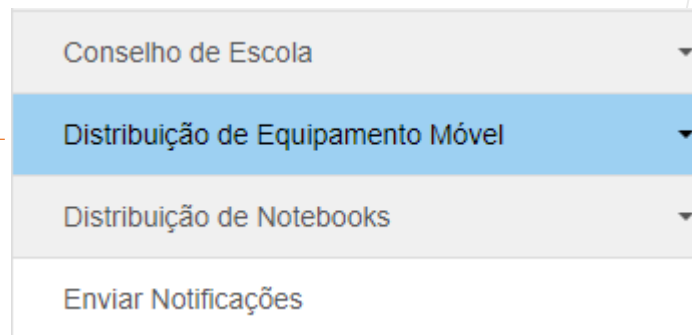 Conselho de Escola
Distribuição de Equipamento Móvel
Distribuição de Notebooks
Enviar Notificações